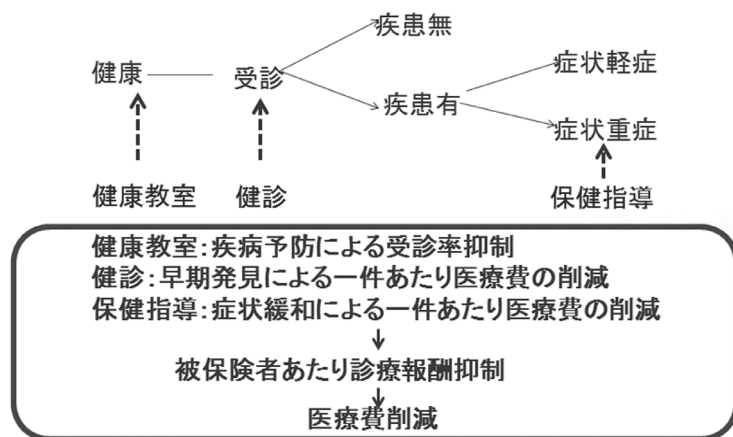 疾患無
健康
受診
症状軽症
疾患有
症状重症
健康教室
健診
保健指導
健康教室：疾病予防による受診率抑制
健診：早期発見による一件あたり医療費の削減
保健指導：症状緩和による一件あたり医療費の削減
被保険者あたり診療報酬抑制
医療費削減